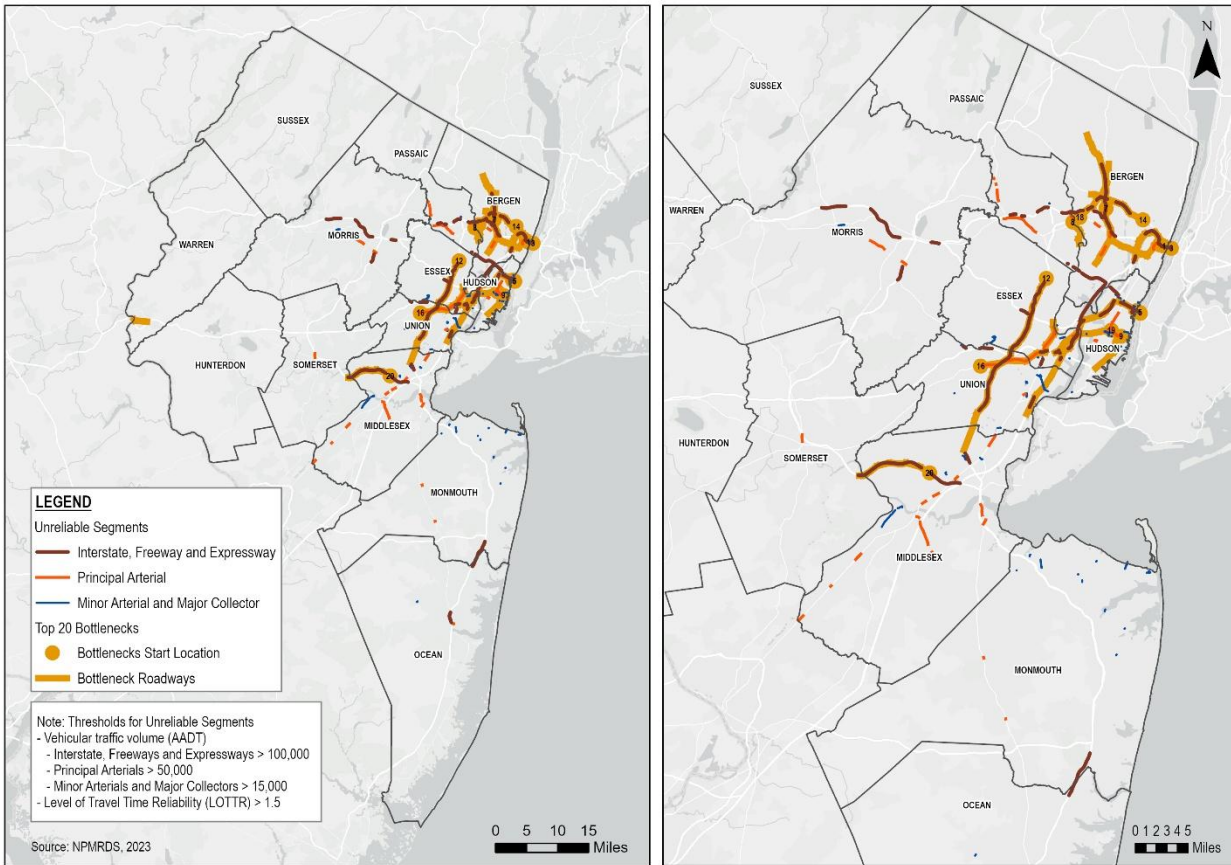 SUSSEX
PASSAIC
BERGEN
14
WARREN
MORRIS
12
ESSEX
HUDSON
16
UNION
HUNTERDON
SOMERSET
20
MIDDLESEX
MONMOUTH
OCEAN
LEGEND
Unreliable Segments
Interstate, Freeway and Expressway
Principal Arterial
Minor Arterial and Major Collector
Top 20 Bottlenecks
Bottlenecks Start Location
Bottleneck Roadways
Note: Thresholds for Unreliable Segments
- Vehicular traffic volume (AADT)
- Interstate, Freeways and Expressways > 100,000
- Principal Arterials > 50,000
- Minor Arterials and Major Collectors > 15,000
- Level of Travel Time Reliability (LOTTR) > 1.5
Source: NPMRDS, 2023
0 5 10 15
Miles
N
SUSSEX
PASSAIC
BERGEN
WARREN
18
14
MORRIS
12
ESSEX
HUDSON
16
UNION
HUNTERDON
SOMERSET
20
MIDDLESEX
MONMOUTH
OCEAN
0 1 2 3 4 5
Miles